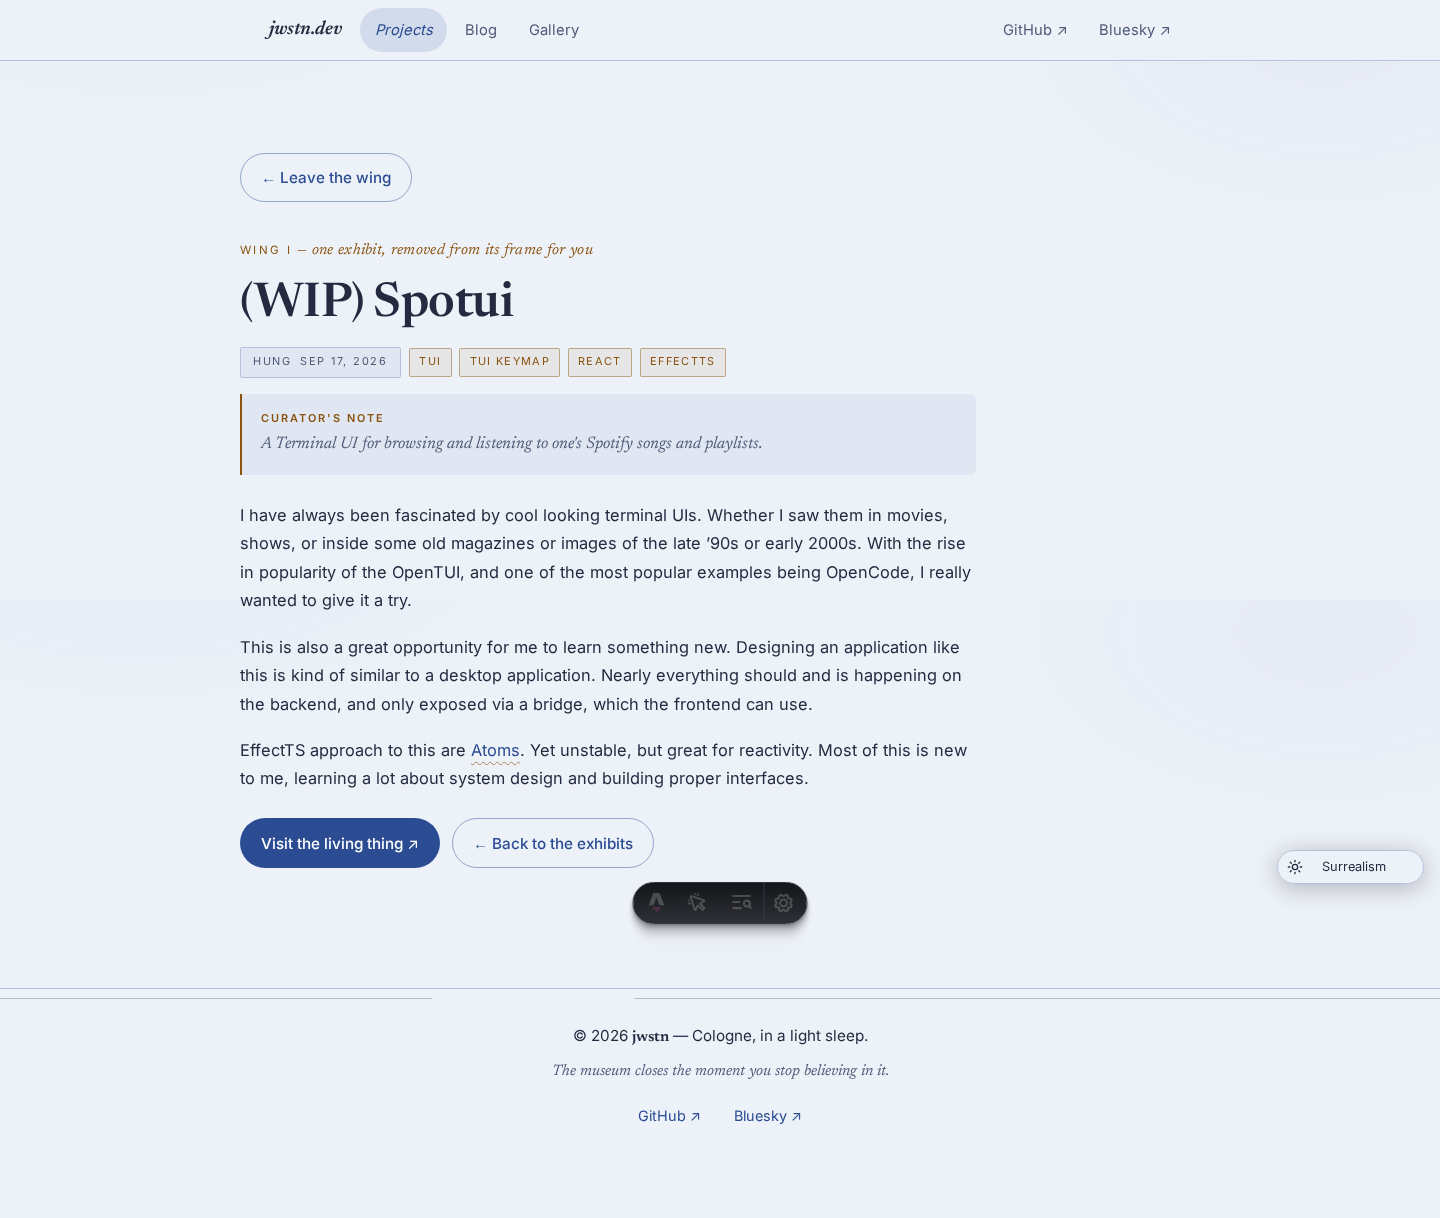 jwstn.dev Projects Blog Gallery GitHub ↗ Bluesky ↗
← Leave the wing
WING I — one exhibit, removed from its frame for you
(WIP) Spotui
HUNG SEP 17, 2026 TUI TUI KEYMAP REACT EFFECTTS
CURATOR'S NOTE
A Terminal UI for browsing and listening to one's Spotify songs and playlists.
I have always been fascinated by cool looking terminal UIs. Whether I saw them in movies,
shows, or inside some old magazines or images of the late ’90s or early 2000s. With the rise
in popularity of the OpenTUI, and one of the most popular examples being OpenCode, I really
wanted to give it a try.
This is also a great opportunity for me to learn something new. Designing an application like
this is kind of similar to a desktop application. Nearly everything should and is happening on
the backend, and only exposed via a bridge, which the frontend can use.
EffectTS approach to this are Atoms. Yet unstable, but great for reactivity. Most of this is new
to me, learning a lot about system design and building proper interfaces.
Visit the living thing ↗ ← Back to the exhibits
Surrealism
© 2026 jwstn — Cologne, in a light sleep.
The museum closes the moment you stop believing in it.
GitHub ↗ Bluesky ↗